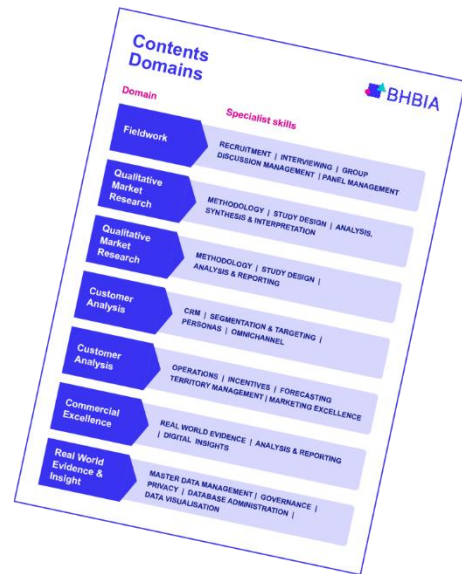 Contents
Domains
BHBIA
Domain
Specialist skills
Fieldwork
RECRUITMENT | INTERVIEWING | GROUP
DISCUSSION MANAGEMENT | PANEL MANAGEMENT
Qualitative
Market
Research
METHODOLOGY | STUDY DESIGN | ANALYSIS,
SYNTHESIS & INTERPRETATION
Qualitative
Market
Research
METHODOLOGY | STUDY DESIGN |
ANALYSIS & REPORTING
Customer
Analysis
CRM | SEGMENTATION & TARGETING |
PERSONAS | OMNICHANNEL
Customer
Analysis
OPERATIONS | INCENTIVES | FORECASTING
TERRITORY MANAGEMENT | MARKETING EXCELLENCE
Commercial
Excellence
REAL WORLD EVIDENCE | ANALYSIS & REPORTING
| DIGITAL INSIGHTS
Real World
Evidence &
Insight
MASTER DATA MANAGEMENT | GOVERNANCE |
PRIVACY | DATABASE ADMINISTRATION |
DATA VISUALISATION